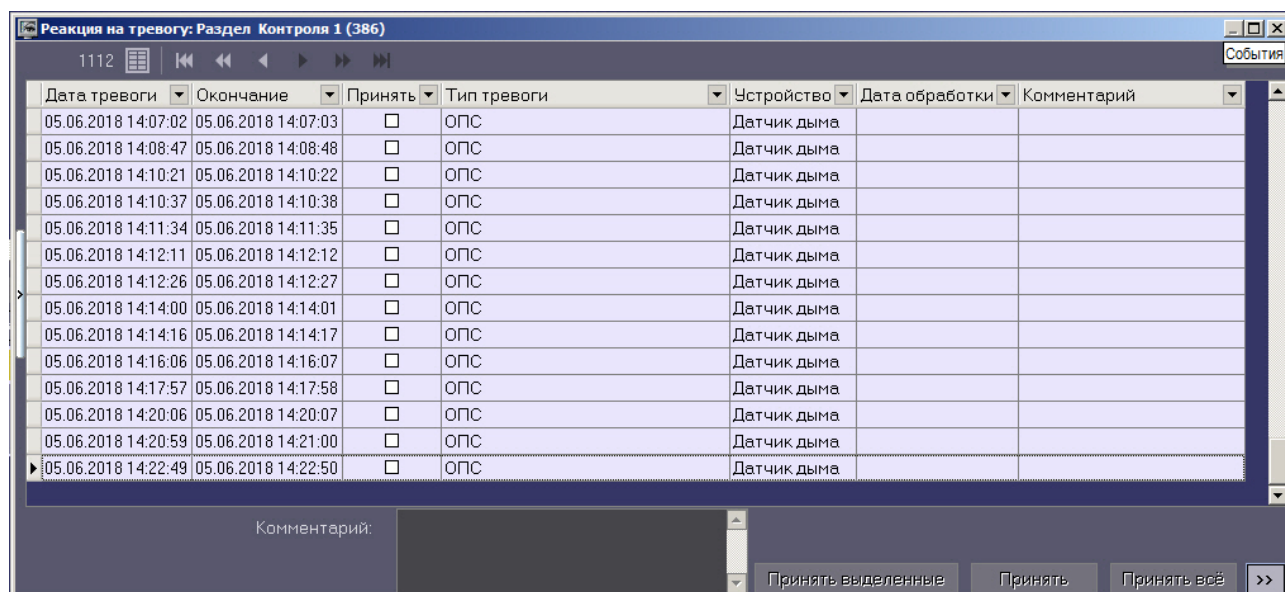 Реакция на тревогу: Раздел Контроля 1 (386)
События
1112
Дата тревоги Окончание Принять Тип тревоги Устройство Дата обработки Комментарий
05.06.2018 14:07:02 05.06.2018 14:07:03 ОПС Датчик дыма
05.06.2018 14:08:47 05.06.2018 14:08:48 ОПС Датчик дыма
05.06.2018 14:10:21 05.06.2018 14:10:22 ОПС Датчик дыма
05.06.2018 14:10:37 05.06.2018 14:10:38 ОПС Датчик дыма
05.06.2018 14:11:34 05.06.2018 14:11:35 ОПС Датчик дыма
05.06.2018 14:12:11 05.06.2018 14:12:12 ОПС Датчик дыма
05.06.2018 14:12:26 05.06.2018 14:12:27 ОПС Датчик дыма
05.06.2018 14:14:00 05.06.2018 14:14:01 ОПС Датчик дыма
05.06.2018 14:14:16 05.06.2018 14:14:17 ОПС Датчик дыма
05.06.2018 14:16:06 05.06.2018 14:16:07 ОПС Датчик дыма
05.06.2018 14:17:57 05.06.2018 14:17:58 ОПС Датчик дыма
05.06.2018 14:20:06 05.06.2018 14:20:07 ОПС Датчик дыма
05.06.2018 14:20:59 05.06.2018 14:21:00 ОПС Датчик дыма
05.06.2018 14:22:49 05.06.2018 14:22:50 ОПС Датчик дыма
Комментарий:
Принять выделенные Принять Принять всё >>